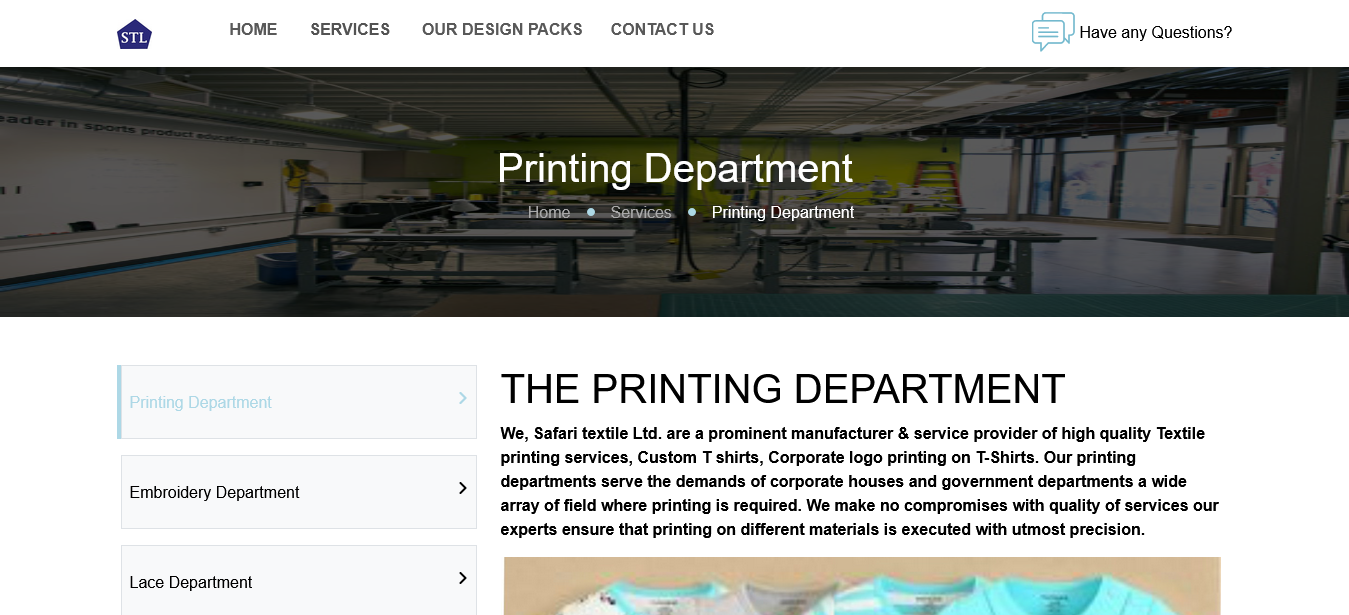 STL
HOME SERVICES OUR DESIGN PACKS CONTACT US
Have any Questions?
eader in sports product education and research
Printing Department
Home Services Printing Department
Printing Department
Embroidery Department
Lace Department
THE PRINTING DEPARTMENT
We, Safari textile Ltd. are a prominent manufacturer & service provider of high quality Textile
printing services, Custom T shirts, Corporate logo printing on T-Shirts. Our printing
departments serve the demands of corporate houses and government departments a wide
array of field where printing is required. We make no compromises with quality of services our
experts ensure that printing on different materials is executed with utmost precision.